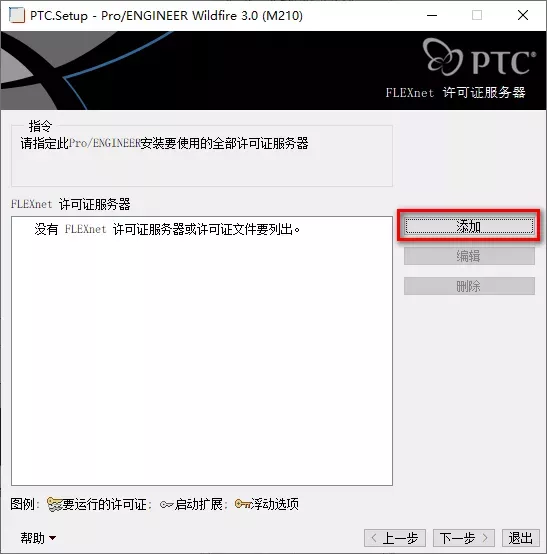 PTC.Setup - Pro/ENGINEER Wildfire 3.0 (M210)
PTC®
FLEXnet 许可证服务器
指令
请指定此Pro/ENGINEER安装要使用的全部许可证服务器
FLEXnet 许可证服务器
没有 FLEXnet 许可证服务器或许可证文件要列出。
添加
编辑
删除
图例: 要运行的许可证: 启动扩展: 浮动选项
帮助
< 上一步 下一步 > 退出